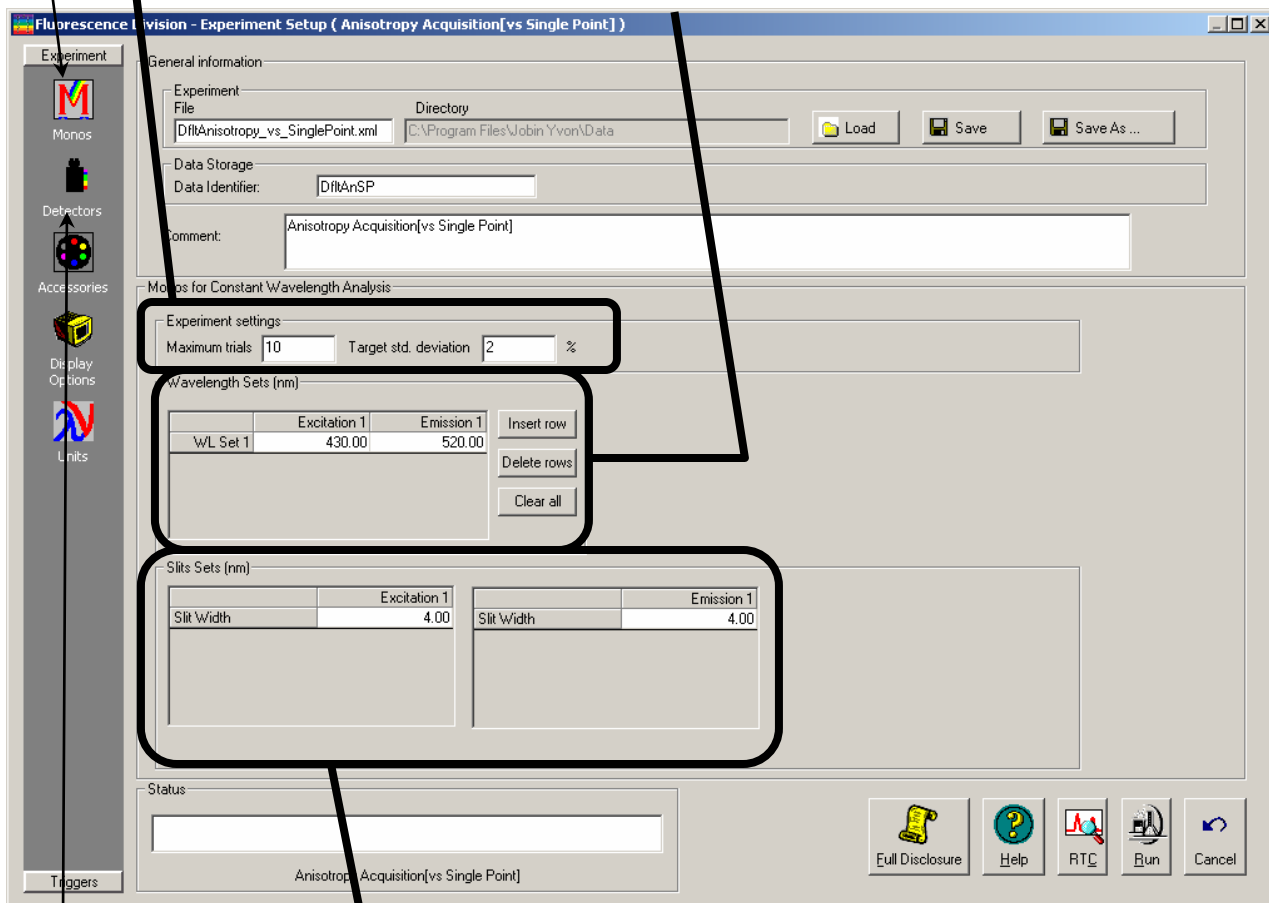 Fluorescence Division - Experiment Setup ( Anisotropy Acquisition[vs Single Point] )
Experiment
Monos
Detectors
Accessories
Display
Options
Units
Triggers
General information
Experiment
File
Directory
DfltAnisotropy_vs_SinglePoint.xml
C:\Program Files\Jobin Yvon\Data
Load
Save
Save As ...
Data Storage
Data Identifier:
DfltAnSP
Comment:
Anisotropy Acquisition[vs Single Point]
Monos for Constant Wavelength Analysis
Experiment settings
Maximum trials 10 Target std. deviation 2 %
Wavelength Sets (nm)
Excitation 1 Emission 1
WL Set 1 430.00 520.00
Insert row
Delete rows
Clear all
Slits Sets (nm)
Excitation 1
Slit Width 4.00
Emission 1
Slit Width 4.00
Status
Anisotropy Acquisition[vs Single Point]
Full Disclosure
Help
RTC
Run
Cancel